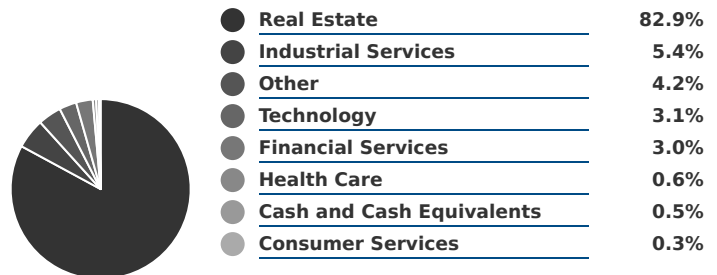 Real Estate 82.9%
Industrial Services 5.4%
Other 4.2%
Technology 3.1%
Financial Services 3.0%
Health Care 0.6%
Cash and Cash Equivalents 0.5%
Consumer Services 0.3%